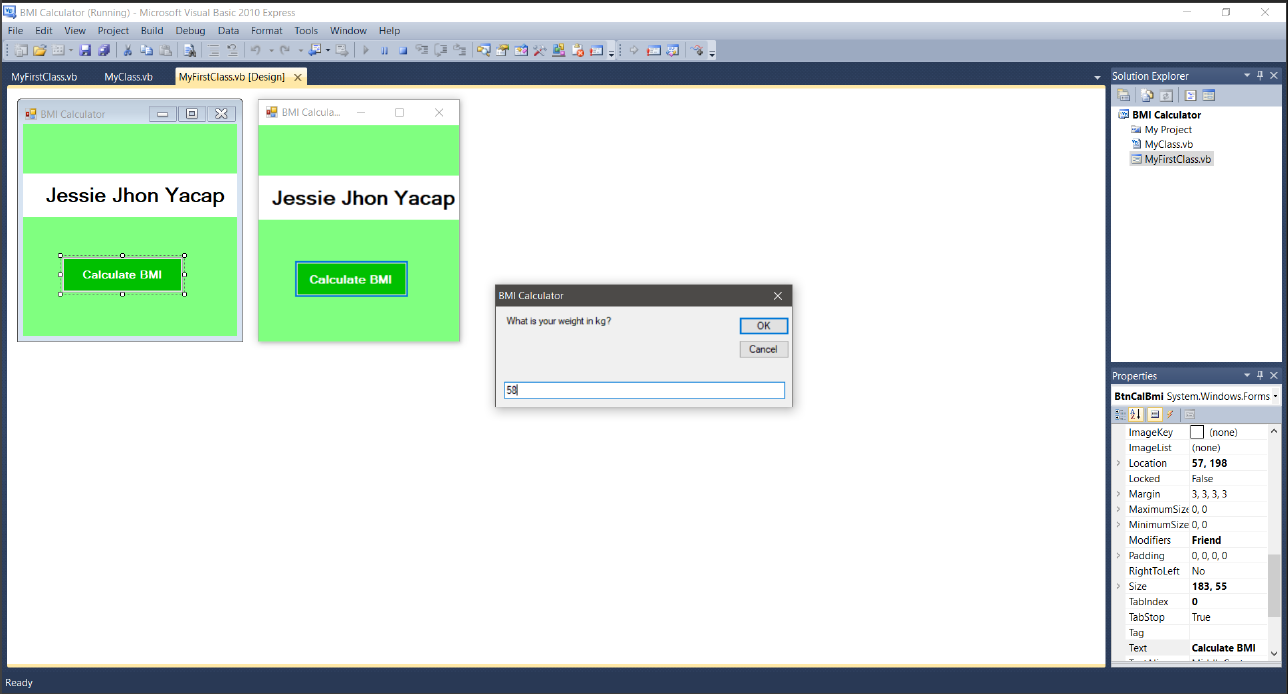 BMI Calculator (Running) - Microsoft Visual Basic 2010 Express
File Edit View Project Build Debug Data Format Tools Window Help
MyFirstClass.vb MyClass.vb MyFirstClass.vb [Design]
BMI Calculator
Jessie Jhon Yacap
Calculate BMI
BMI Calcula...
Jessie Jhon Yacap
Calculate BMI
BMI Calculator
What is your weight in kg?
OK
Cancel
58
Solution Explorer
BMI Calculator
My Project
MyClass.vb
MyFirstClass.vb
Properties
BtnCalBmi System.Windows.Forms
ImageKey (none)
ImageList (none)
Location 57, 198
Locked False
Margin 3, 3, 3, 3
MaximumSize 0, 0
MinimumSize 0, 0
Modifiers Friend
Padding 0, 0, 0, 0
RightToLeft No
Size 183, 55
TabIndex 0
TabStop True
Tag
Text Calculate BMI
Ready